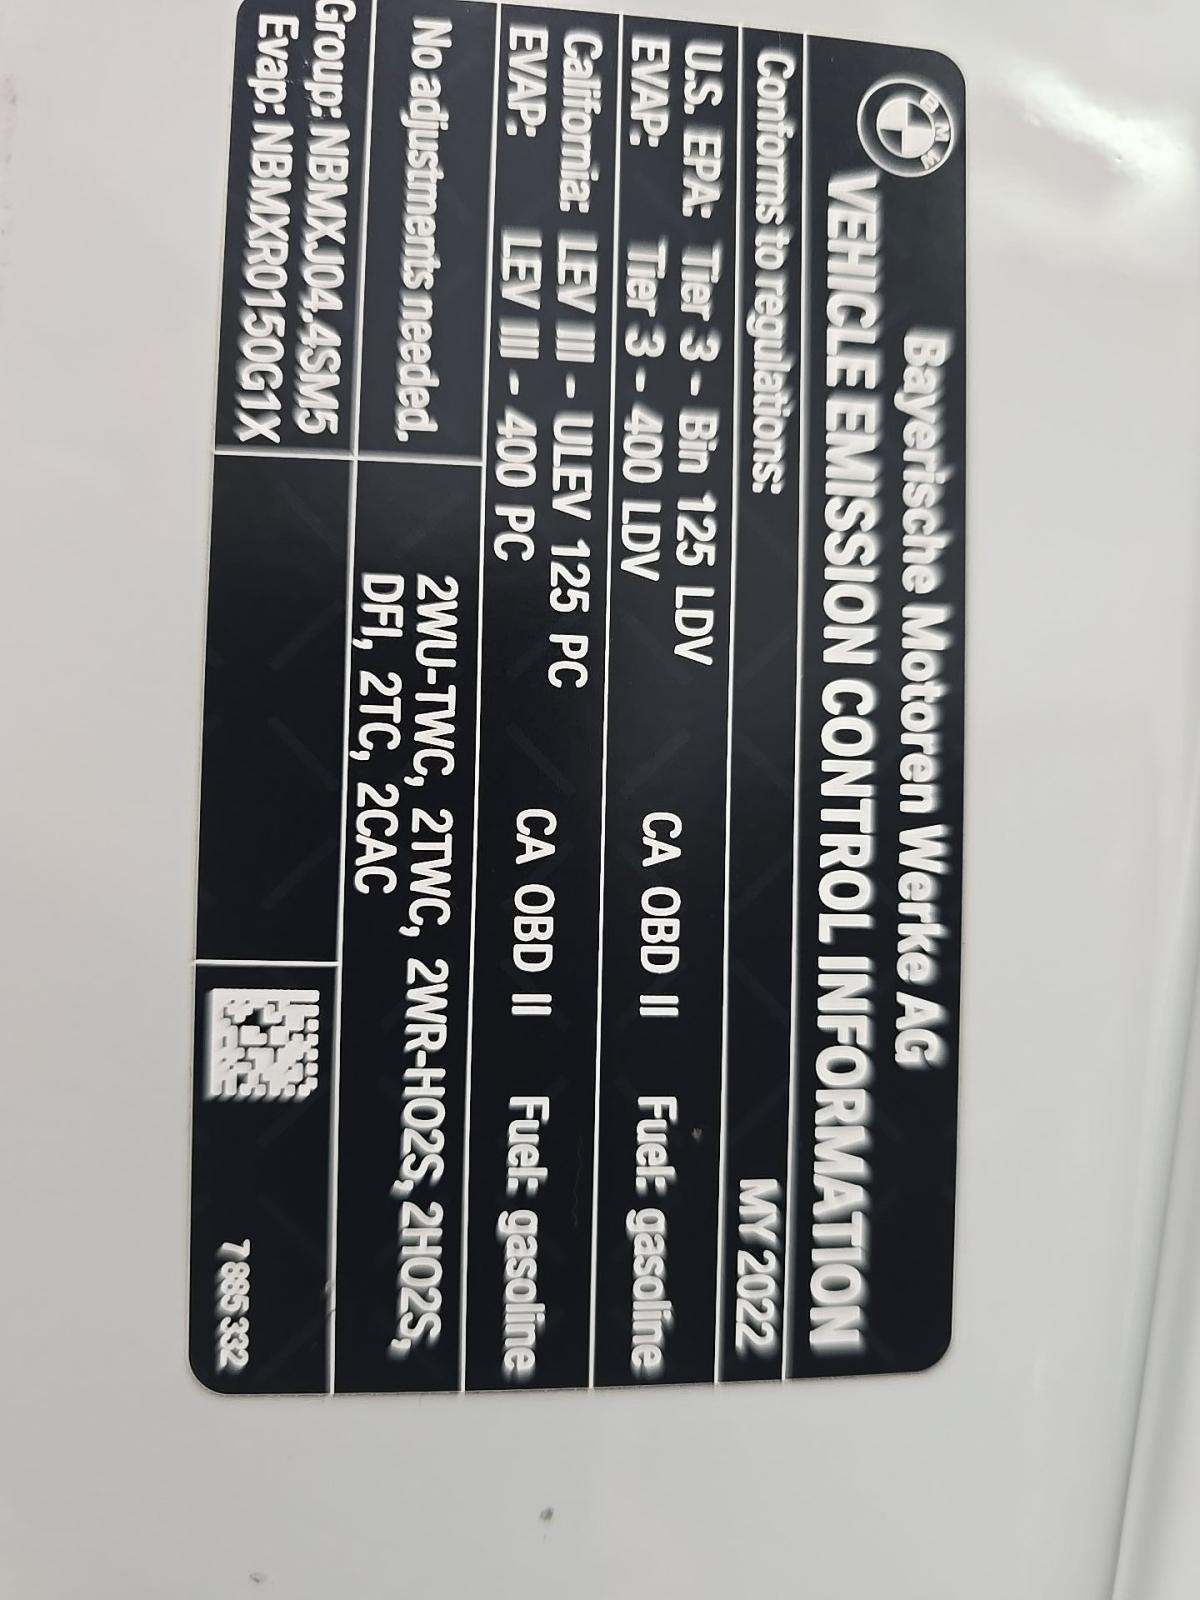 BMW
Bayerische Motoren Werke AG
VEHICLE EMISSION CONTROL INFORMATION
Conforms to regulations: MY 2022
U.S. EPA: Tier 3 - Bin 125 LDV
EVAP: Tier 3 - 400 LDV CA OBD II Fuel: gasoline
California: LEV III - ULEV 125 PC
EVAP: LEV III - 400 PC CA OBD II Fuel: gasoline
No adjustments needed.
2WU-TWC, 2TWC, 2WR-HO2S, 2HO2S,
DFI, 2TC, 2CAC
Group: NBMXJ04.4SM5
Evap: NBMXR0150G1X
7 885 332